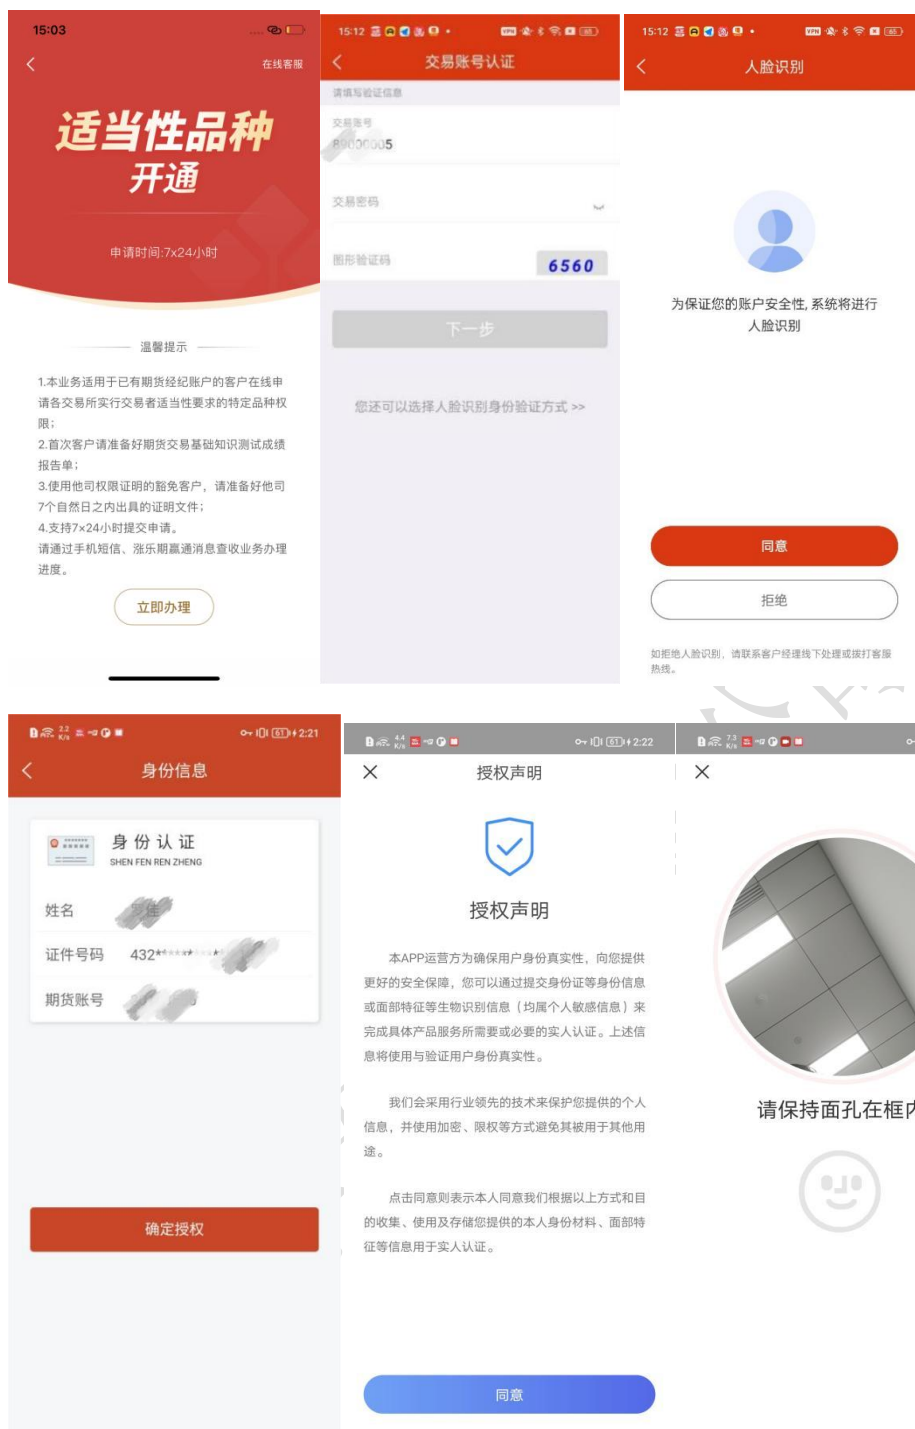 15:03
在线客服
适当性品种
开通
申请时间:7x24小时
温馨提示
1.本业务适用于已有期货经纪账户的客户在线申
请各交易所实行交易者适当性要求的特定品种权
限；
2.首次客户请准备好期货交易基础知识测试成绩
报告单；
3.使用他司权限证明的豁免客户，请准备好他司
7个自然日之内出具的证明文件；
4.支持7×24小时提交申请。
请通过手机短信、涨乐期赢通消息查收业务办理
进度。
立即办理
15:12
VPN
交易账号认证
请填写验证信息
交易账号
交易密码
图形验证码
6560
下一步
您还可以选择人脸识别身份验证方式 >>
15:12
VPN
人脸识别
为保证您的账户安全性,系统将进行
人脸识别
同意
拒绝
如拒绝人脸识别，请联系客户经理线下处理或拨打客服
热线。
2.2 K/s
61 2:21
身份信息
身份认证
SHEN FEN REN ZHENG
姓名
证件号码 432
期货账号
确定授权
4.4 K/s
61 2:22
授权声明
授权声明
本APP运营方为确保用户身份真实性，向您提供
更好的安全保障，您可以通过提交身份证等身份信息
或面部特征等生物识别信息（均属个人敏感信息）来
完成具体产品服务所需要或必要的实人认证。上述信
息将使用与验证用户身份真实性。
我们会采用行业领先的技术来保护您提供的个人
信息，并使用加密、限权等方式避免其被用于其他用
途。
点击同意则表示本人同意我们根据以上方式和目
的收集、使用及存储您提供的本人身份材料、面部特
征等信息用于实人认证。
同意
7.3 K/s
请保持面孔在框内